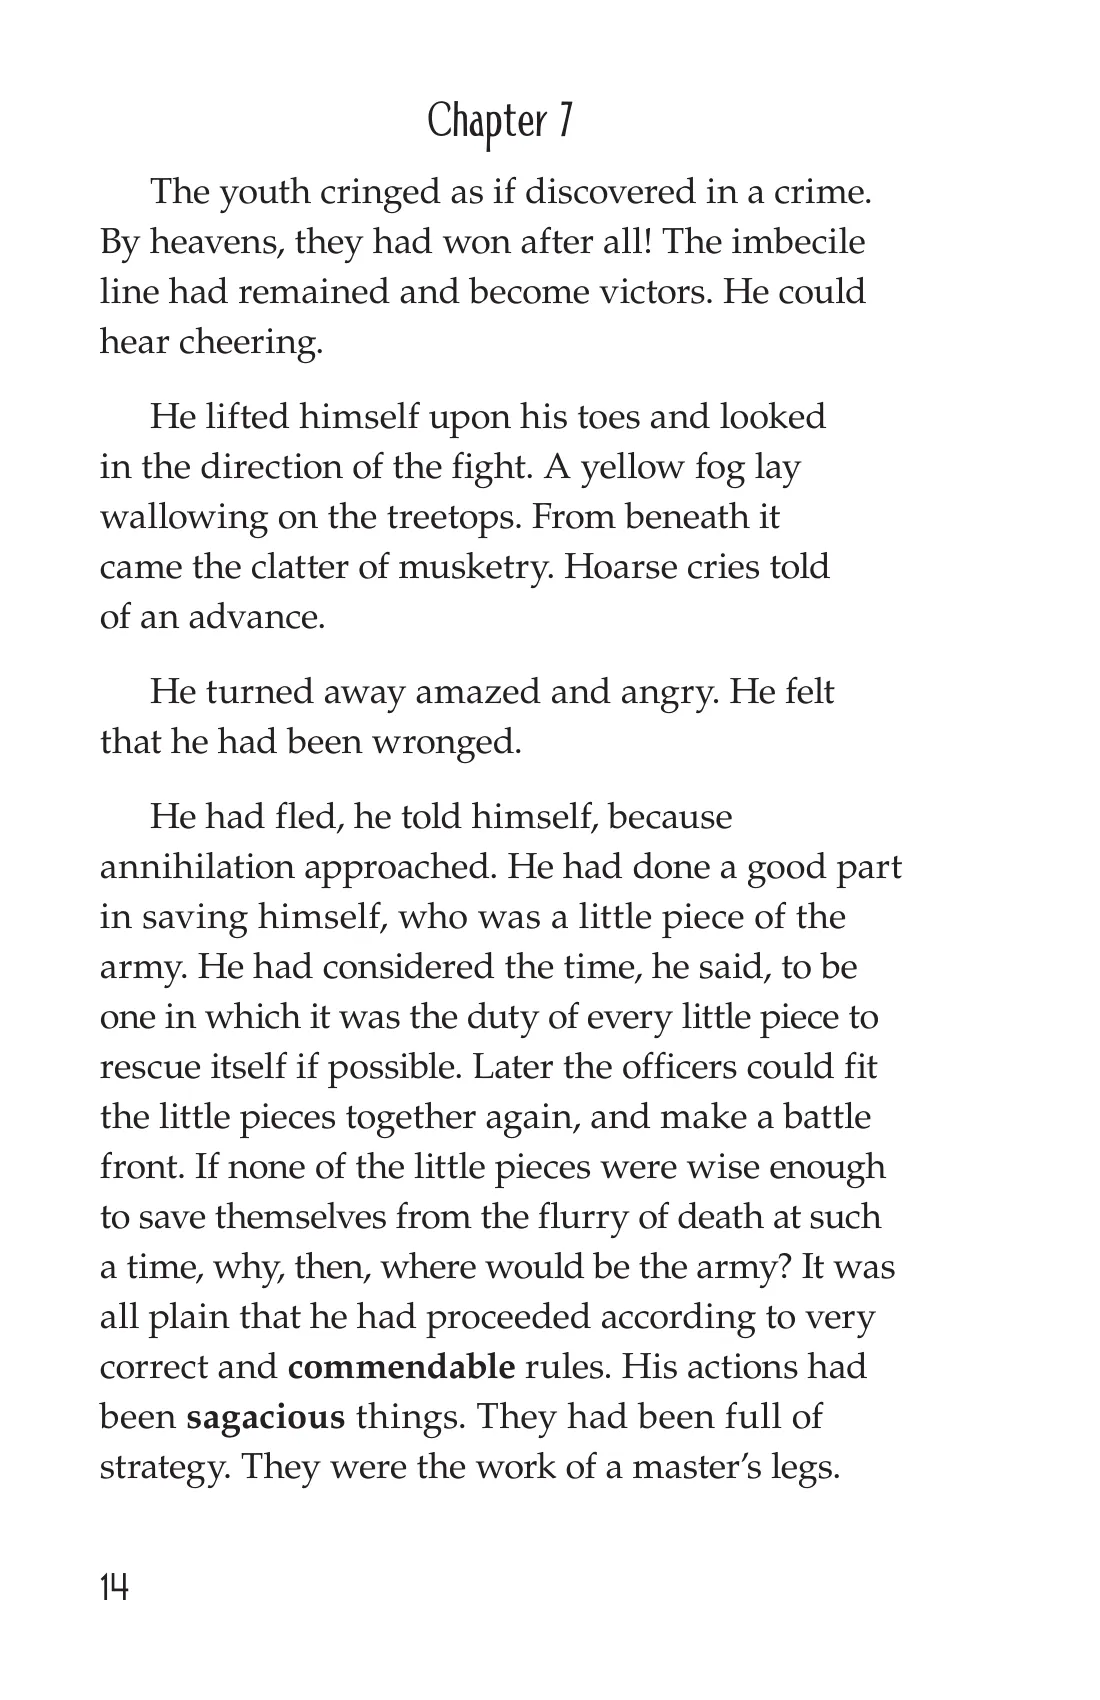 Chapter 7
The youth cringed as if discovered in a crime.
By heavens, they had won after all! The imbecile
line had remained and become victors. He could
hear cheering.
He lifted himself upon his toes and looked
in the direction of the fight. A yellow fog lay
wallowing on the treetops. From beneath it
came the clatter of musketry. Hoarse cries told
of an advance.
He turned away amazed and angry. He felt
that he had been wronged.
He had fled, he told himself, because
annihilation approached. He had done a good part
in saving himself, who was a little piece of the
army. He had considered the time, he said, to be
one in which it was the duty of every little piece to
rescue itself if possible. Later the officers could fit
the little pieces together again, and make a battle
front. If none of the little pieces were wise enough
to save themselves from the flurry of death at such
a time, why, then, where would be the army? It was
all plain that he had proceeded according to very
correct and commendable rules. His actions had
been sagacious things. They had been full of
strategy. They were the work of a master’s legs.
14